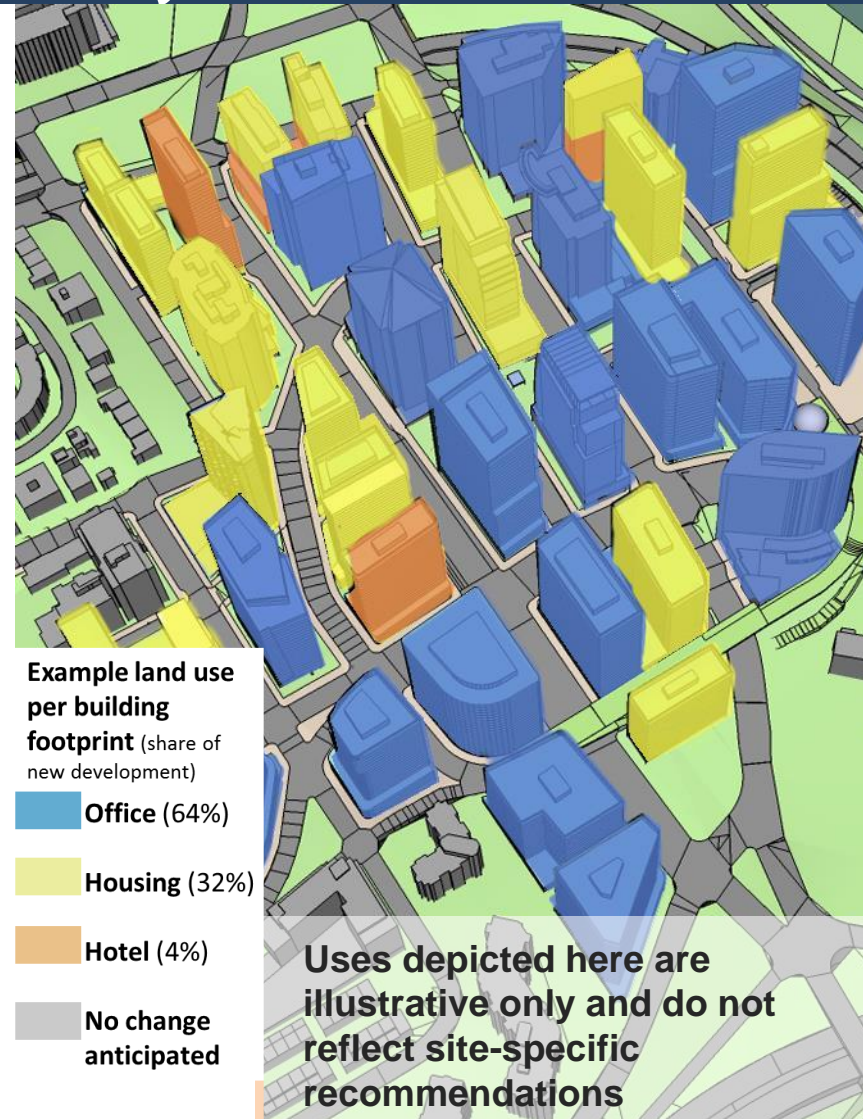 Example land use
per building
footprint (share of
new development)
Office (64%)
Housing (32%)
Hotel (4%)
No change
anticipated
Uses depicted here are
illustrative only and do not
reflect site-specific
recommendations